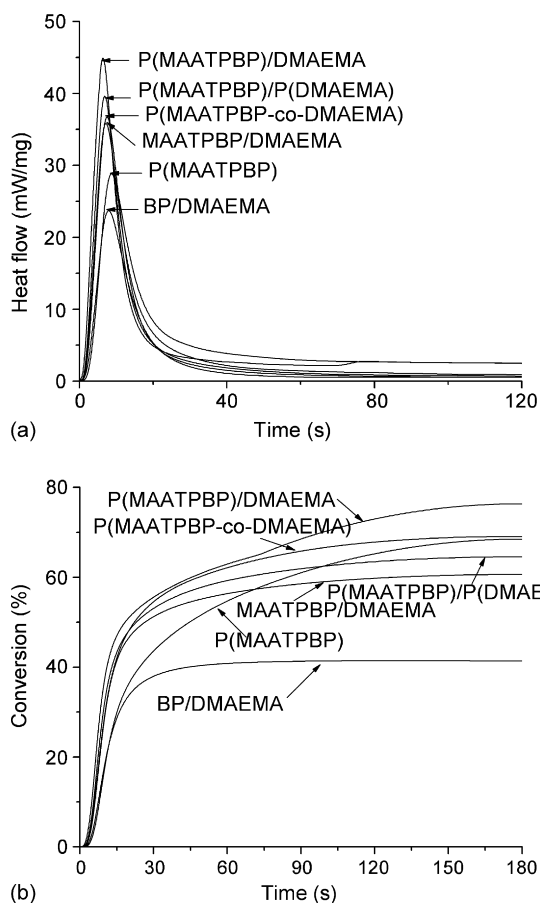 50
P(MAATPBP)/DMAEMA
40
P(MAATPBP)/P(DMAEMA)
P(MAATPBP-co-DMAEMA)
MAATPBP/DMAEMA
30
P(MAATPBP)
BP/DMAEMA
20
10
0
Heat flow (mW/mg)
0 40 80 120
(a) Time (s)
80
P(MAATPBP)/DMAEMA
P(MAATPBP-co-DMAEMA)
60
P(MAATPBP)/P(DMAE
MAATPBP/DMAEMA
P(MAATPBP)
40
BP/DMAEMA
20
0
Conversion (%)
0 30 60 90 120 150 180
(b) Time (s)